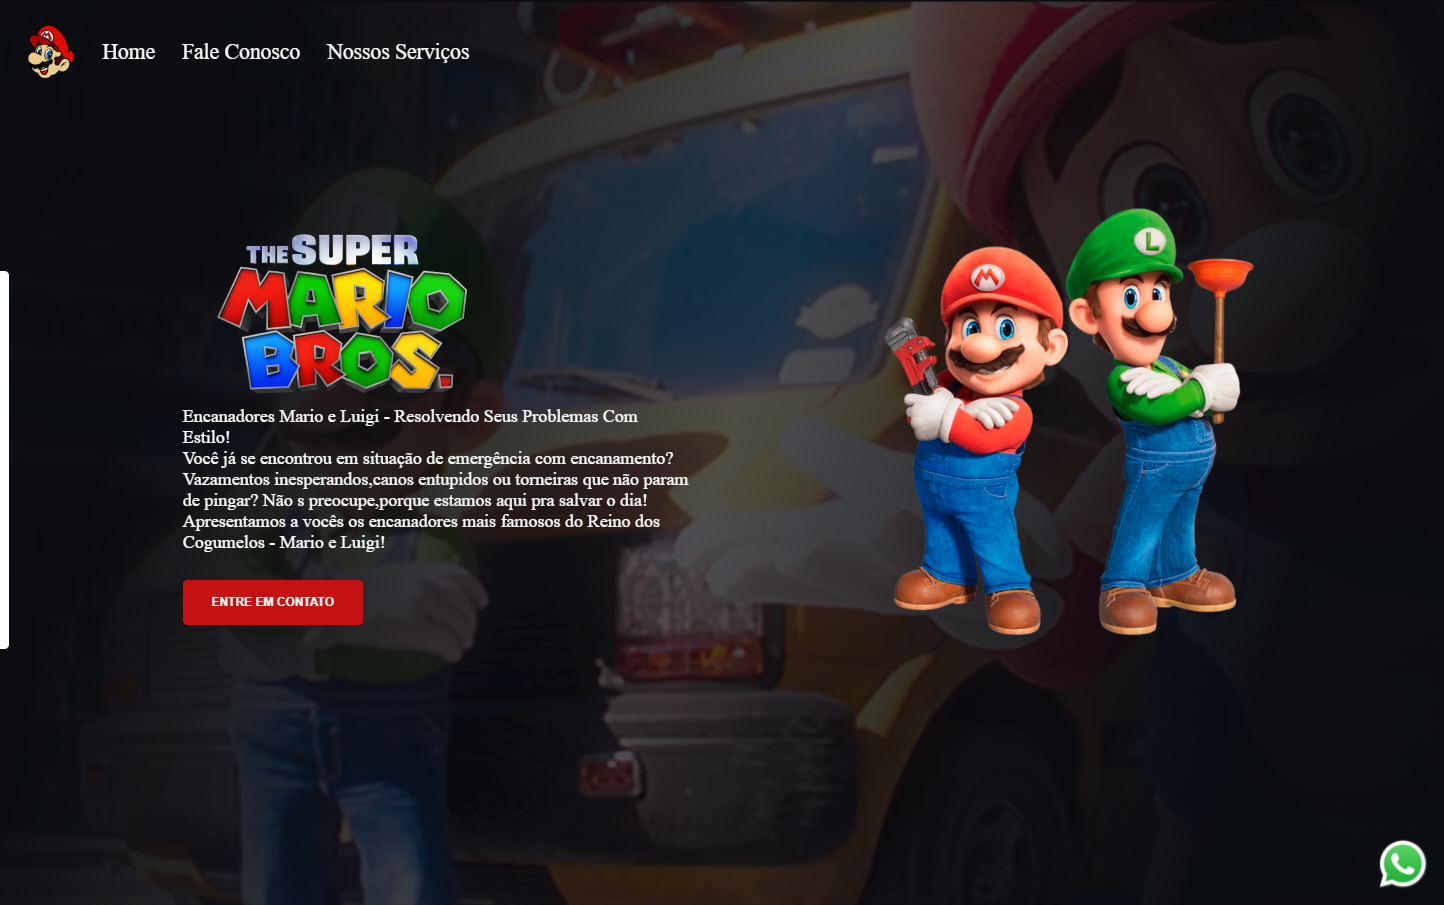 Home Fale Conosco Nossos Serviços
THE SUPER
MARIO
BROS.
Encanadores Mario e Luigi - Resolvendo Seus Problemas Com
Estilo!
Você já se encontrou em situação de emergência com encanamento?
Vazamentos inesperandos,canos entupidos ou torneiras que não param
de pingar? Não s preocupe,porque estamos aqui pra salvar o dia!
Apresentamos a vocês os encanadores mais famosos do Reino dos
Cogumelos - Mario e Luigi!
ENTRE EM CONTATO
M
L